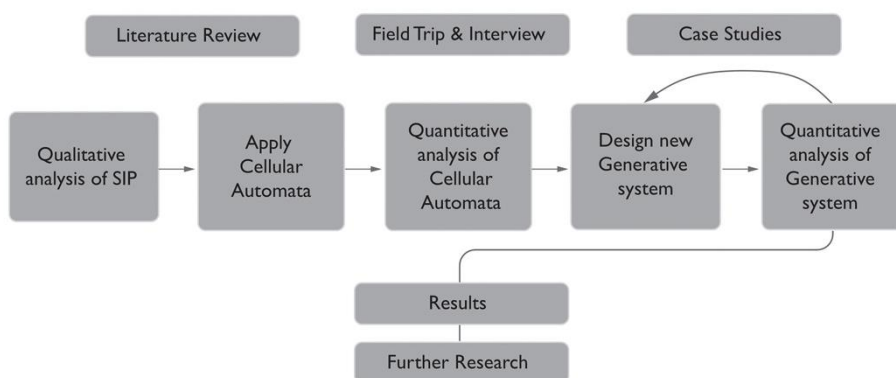 Literature Review
Field Trip & Interview
Case Studies
Qualitative
analysis of SIP
Apply
Cellular
Automata
Quantitative
analysis of
Cellular
Automata
Design new
Generative
system
Quantitative
analysis of
Generative
system
Results
Further Research